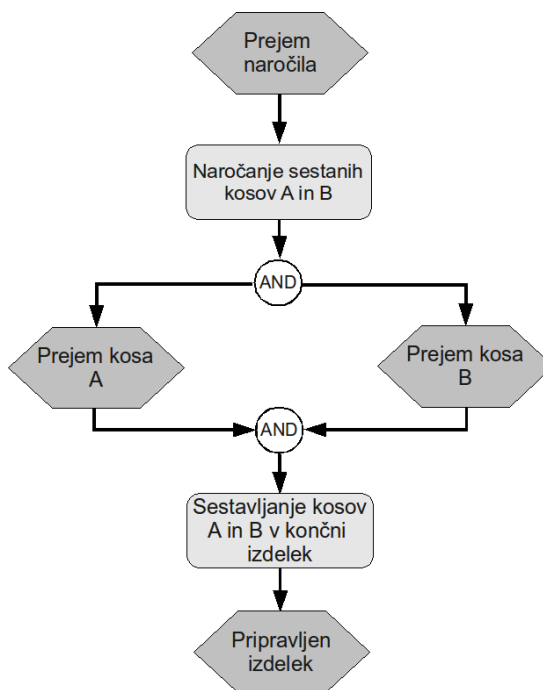 Prejem
naročila
Naročanje sestanih
kosov A in B
AND
Prejem kosa
A
Prejem kosa
B
AND
Sestavljanje kosov
A in B v končni
izdelek
Pripravljen
izdelek